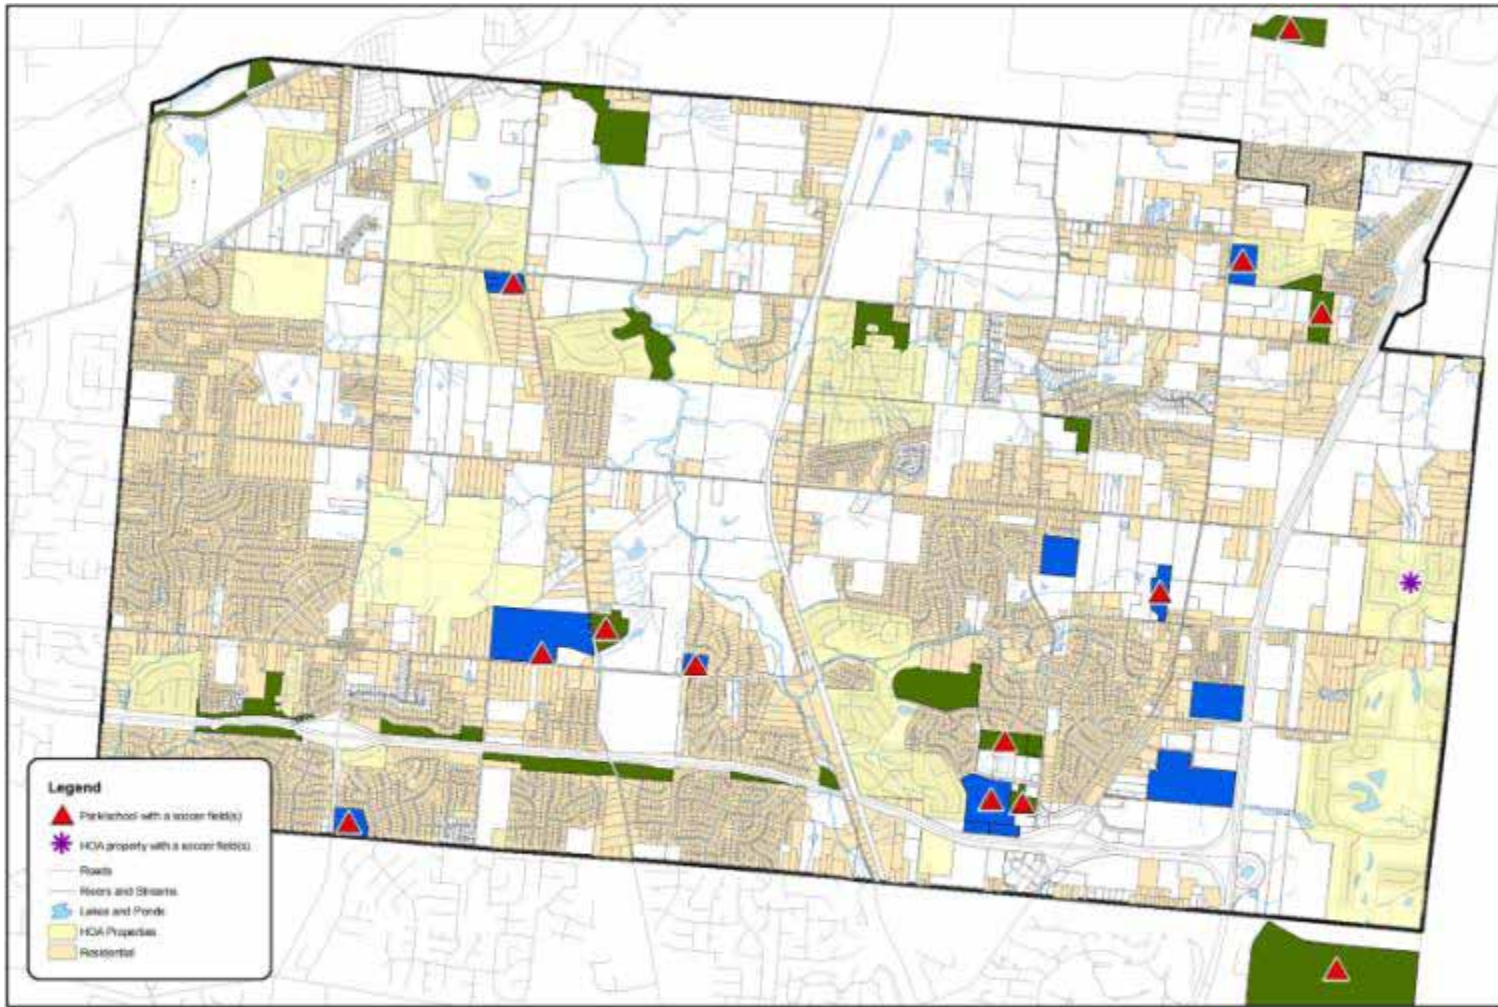 Legend
Park/school with a soccer field(s)
HOA property with a soccer field(s)
Roads
Rivers and Streams
Lakes and Ponds
HOA Properties
Residential